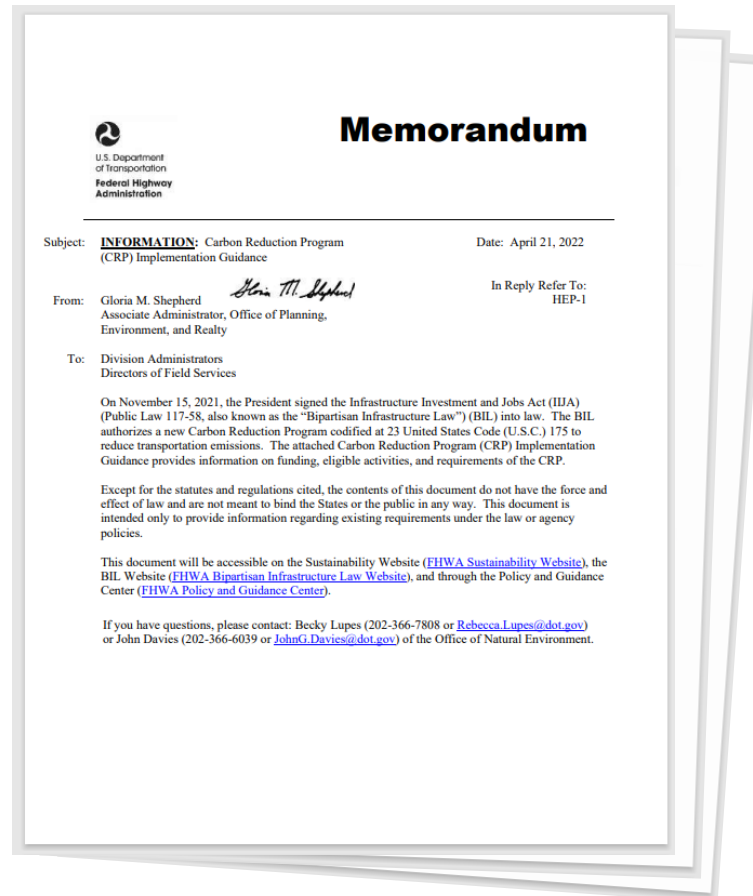 Memorandum
U.S. Department
of Transportation
Federal Highway
Administration
Subject: INFORMATION: Carbon Reduction Program
(CRP) Implementation Guidance
Date: April 21, 2022
Gloria M. Shepherd
In Reply Refer To:
HEP-1
From: Gloria M. Shepherd
Associate Administrator, Office of Planning,
Environment, and Realty
To: Division Administrators
Directors of Field Services
On November 15, 2021, the President signed the Infrastructure Investment and Jobs Act (IIJA)
(Public Law 117-58, also known as the “Bipartisan Infrastructure Law”) (BIL) into law. The BIL
authorizes a new Carbon Reduction Program codified at 23 United States Code (U.S.C.) 175 to
reduce transportation emissions. The attached Carbon Reduction Program (CRP) Implementation
Guidance provides information on funding, eligible activities, and requirements of the CRP.
Except for the statutes and regulations cited, the contents of this document do not have the force and
effect of law and are not meant to bind the States or the public in any way. This document is
intended only to provide information regarding existing requirements under the law or agency
policies.
This document will be accessible on the Sustainability Website (FHWA Sustainability Website), the
BIL Website (FHWA Bipartisan Infrastructure Law Website), and through the Policy and Guidance
Center (FHWA Policy and Guidance Center).
If you have questions, please contact: Becky Lupes (202-366-7808 or Rebecca.Lupes@dot.gov)
or John Davies (202-366-6039 or JohnG.Davies@dot.gov) of the Office of Natural Environment.